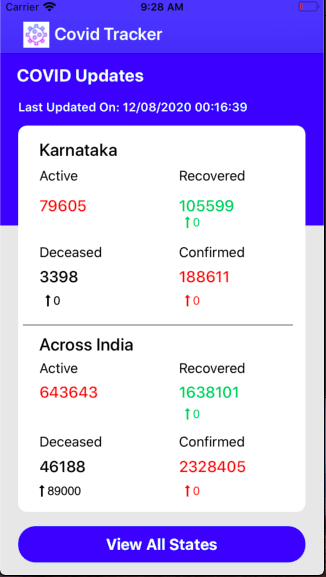 Carrier 9:28 AM
Covid Tracker
COVID Updates
Last Updated On: 12/08/2020 00:16:39
Karnataka
Active Recovered
79605 105599
↑0
Deceased Confirmed
3398 188611
↑0 ↑0
Across India
Active Recovered
643643 1638101
↑0
Deceased Confirmed
46188 2328405
↑89000 ↑0
View All States